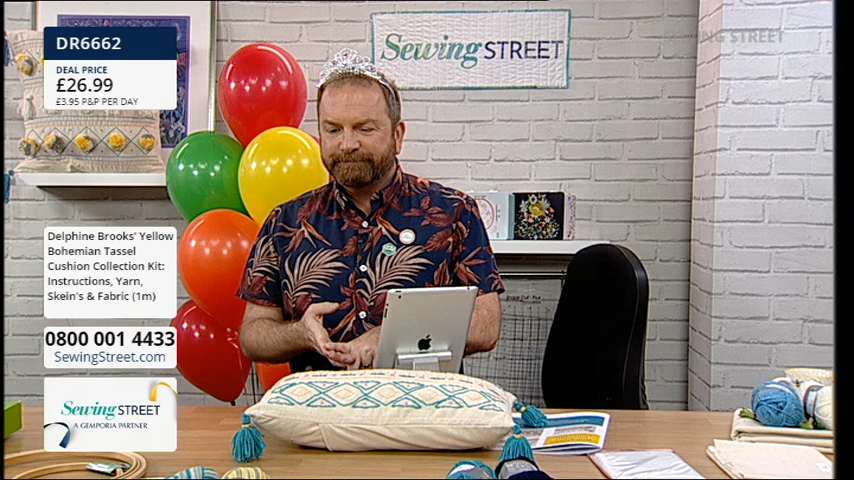 DR6662
DEAL PRICE
£26.99
£3.95 P&P PER DAY
Sewing STREET
SEWING STREET
Delphine Brooks' Yellow
Bohemian Tassel
Cushion Collection Kit:
Instructions, Yarn,
Skein's & Fabric (1m)
0800 001 4433
SewingStreet.com
Sewing STREET
A GEMPORIA PARTNER